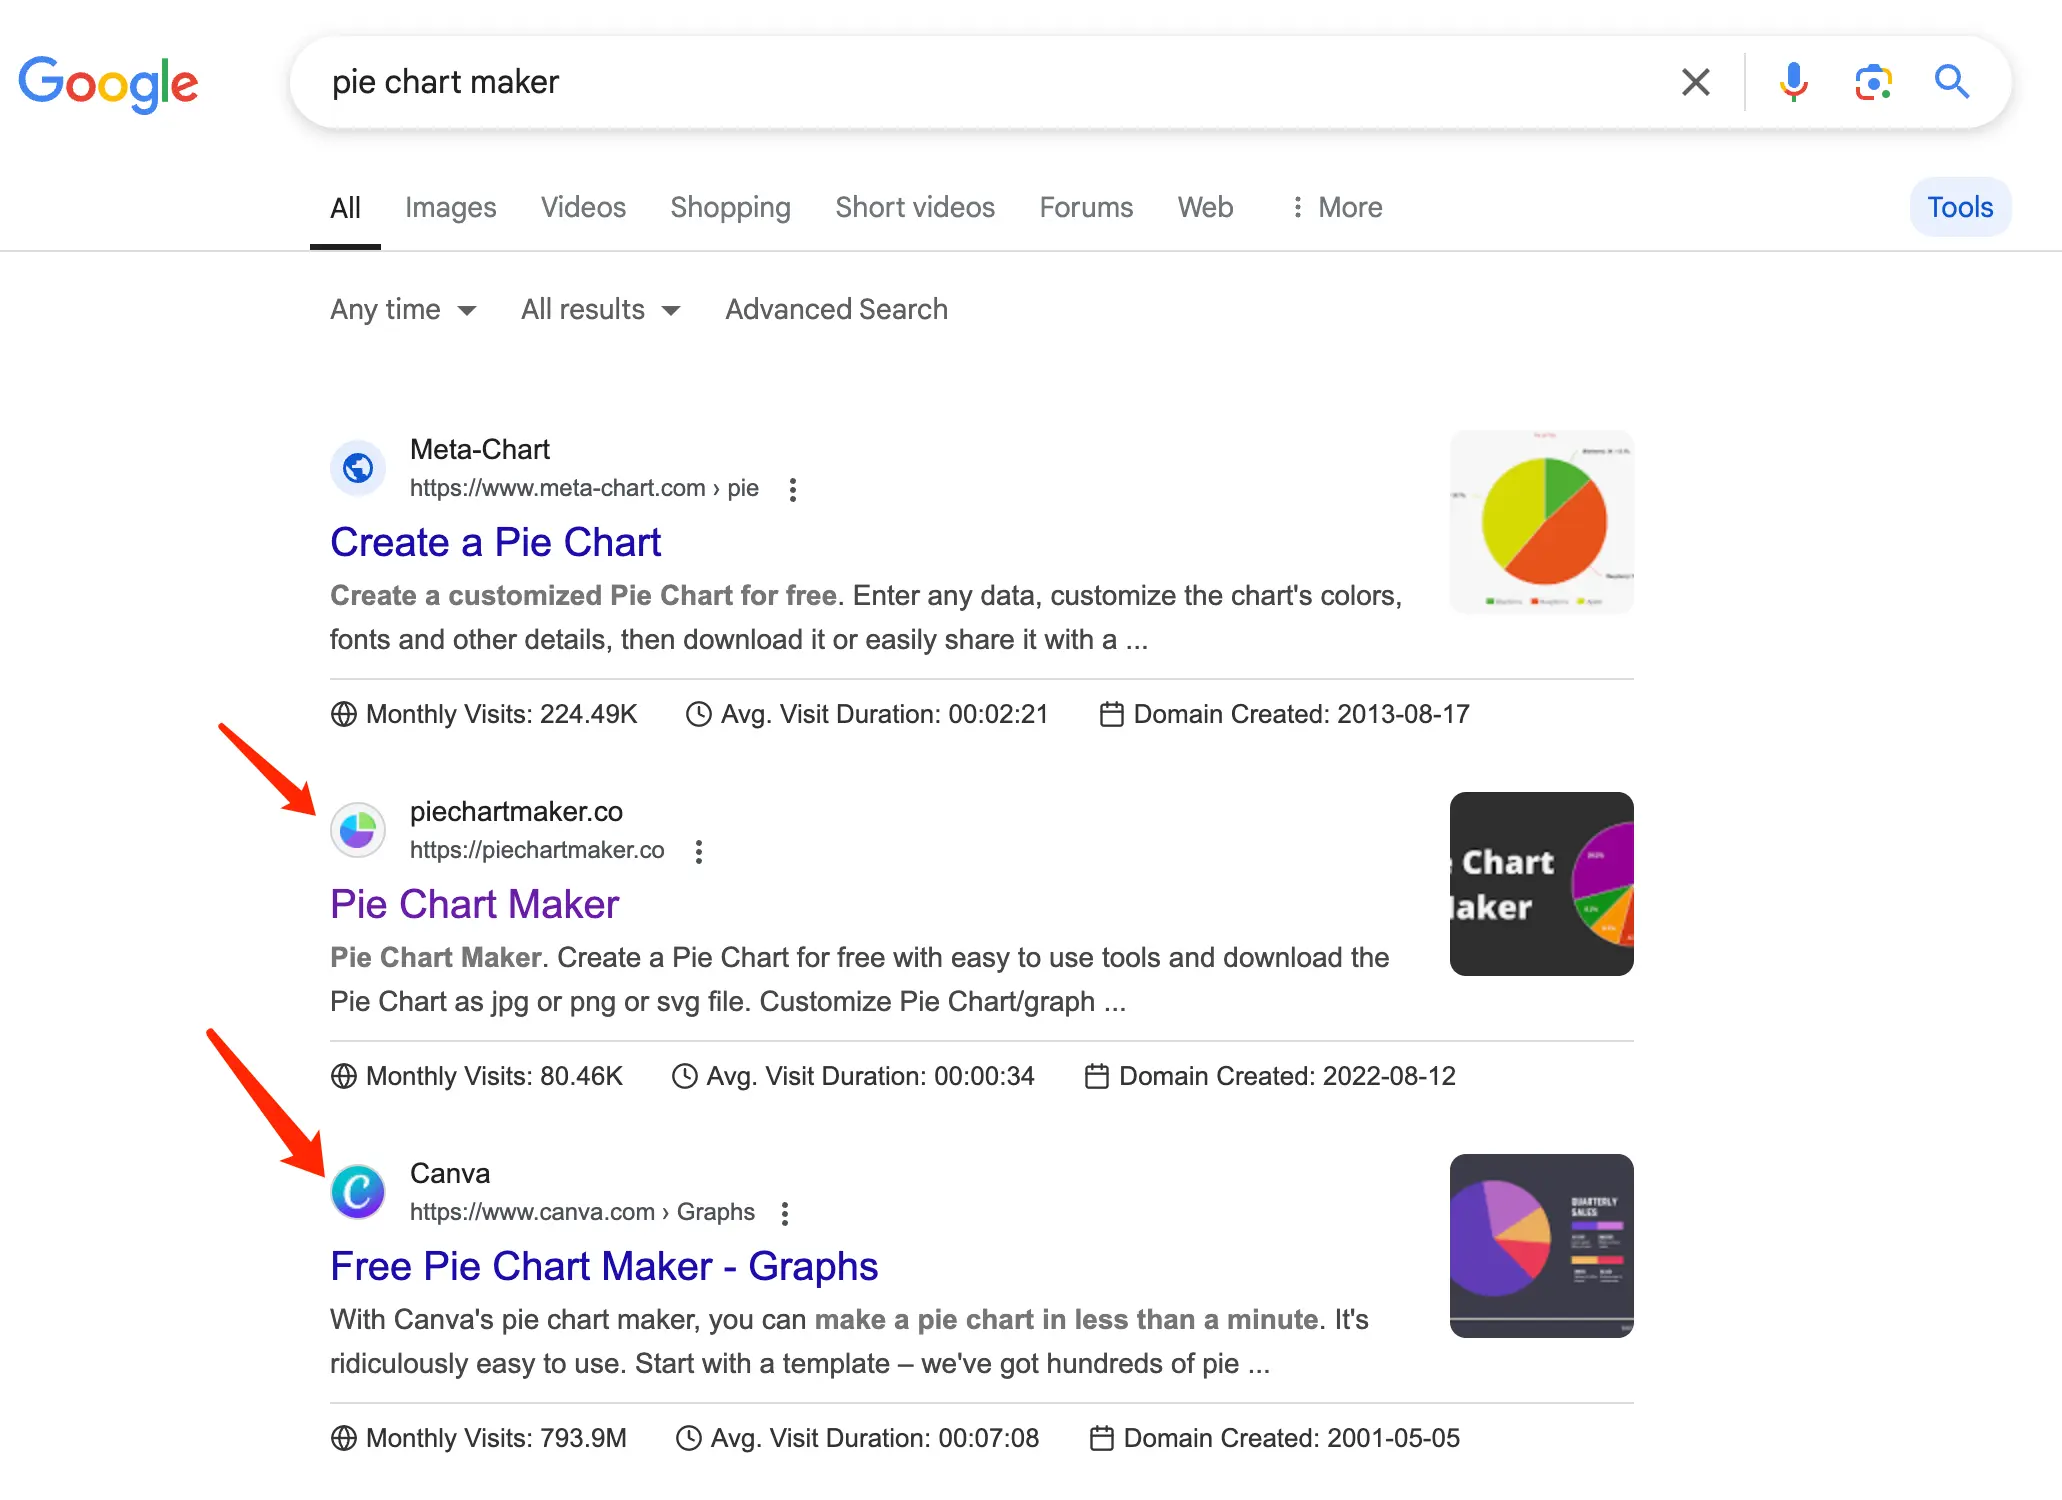 Google
pie chart maker
All
Images
Videos
Shopping
Short videos
Forums
Web
More
Tools
Any time
All results
Advanced Search
Meta-Chart
https://www.meta-chart.com › pie
Create a Pie Chart
Create a customized Pie Chart for free. Enter any data, customize the chart's colors,
fonts and other details, then download it or easily share it with a ...
Monthly Visits: 224.49K
Avg. Visit Duration: 00:02:21
Domain Created: 2013-08-17
piechartmaker.co
https://piechartmaker.co
Pie Chart Maker
Pie Chart Maker. Create a Pie Chart for free with easy to use tools and download the
Pie Chart as jpg or png or svg file. Customize Pie Chart/graph ...
Chart
Monthly Visits: 80.46K
Avg. Visit Duration: 00:00:34
Domain Created: 2022-08-12
Canva
https://www.canva.com › Graphs
Free Pie Chart Maker - Graphs
With Canva's pie chart maker, you can make a pie chart in less than a minute. It's
ridiculously easy to use. Start with a template – we've got hundreds of pie ...
QUARTERLY
SALES
Monthly Visits: 793.9M
Avg. Visit Duration: 00:07:08
Domain Created: 2001-05-05